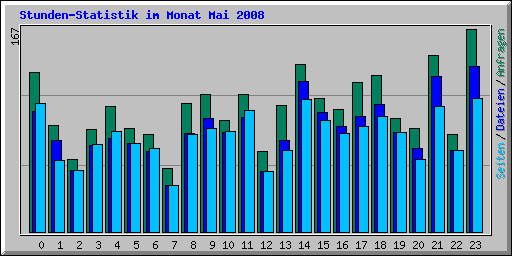 Stunden-Statistik im Monat Mai 2008
167
Seiten/Dateien/Anfragen
0 1 2 3 4 5 6 7 8 9 10 11 12 13 14 15 16 17 18 19 20 21 22 23